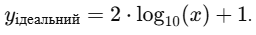 yідеальний = 2 · log10(x) + 1.